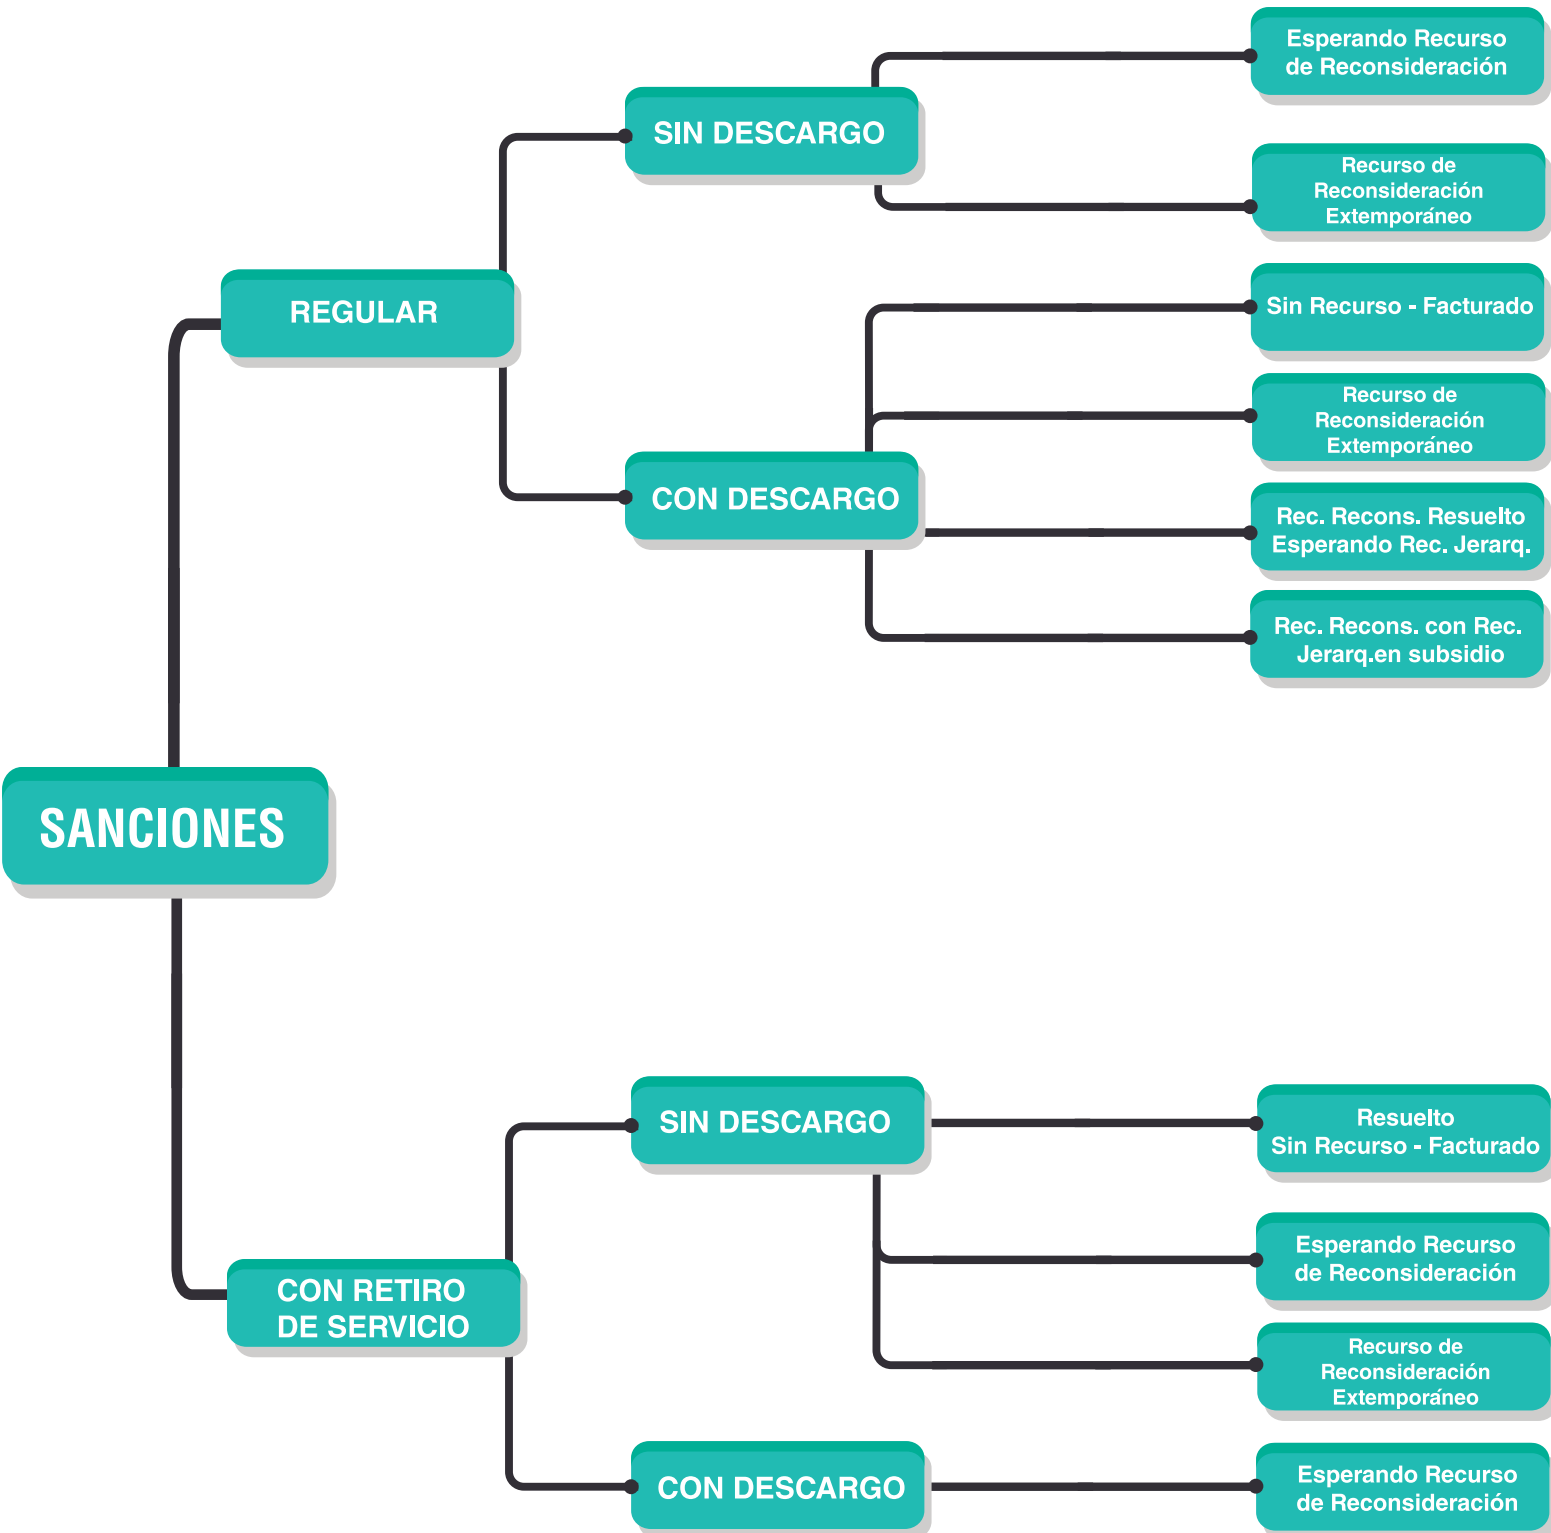 Esperando Recurso
de Reconsideración
SIN DESCARGO
Recurso de
Reconsideración
Extemporáneo
REGULAR
Sin Recurso - Facturado
Recurso de
Reconsideración
Extemporáneo
CON DESCARGO
Rec. Recons. Resuelto
Esperando Rec. Jerarq.
Rec. Recons. con Rec.
Jerarq.en subsidio
SANCIONES
SIN DESCARGO
Resuelto
Sin Recurso - Facturado
Esperando Recurso
de Reconsideración
CON RETIRO
DE SERVICIO
Recurso de
Reconsideración
Extemporáneo
CON DESCARGO
Esperando Recurso
de Reconsideración